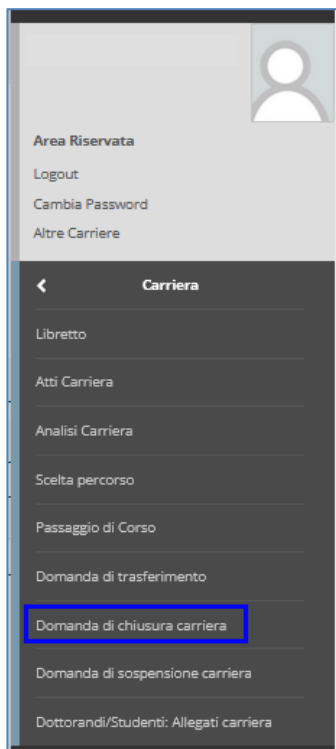 Area Riservata
Logout
Cambia Password
Altre Carriere
Carriera
Libretto
Atti Carriera
Analisi Carriera
Scelta percorso
Passaggio di Corso
Domanda di trasferimento
Domanda di chiusura carriera
Domanda di sospensione carriera
Dottorandi/Studenti: Allegati carriera